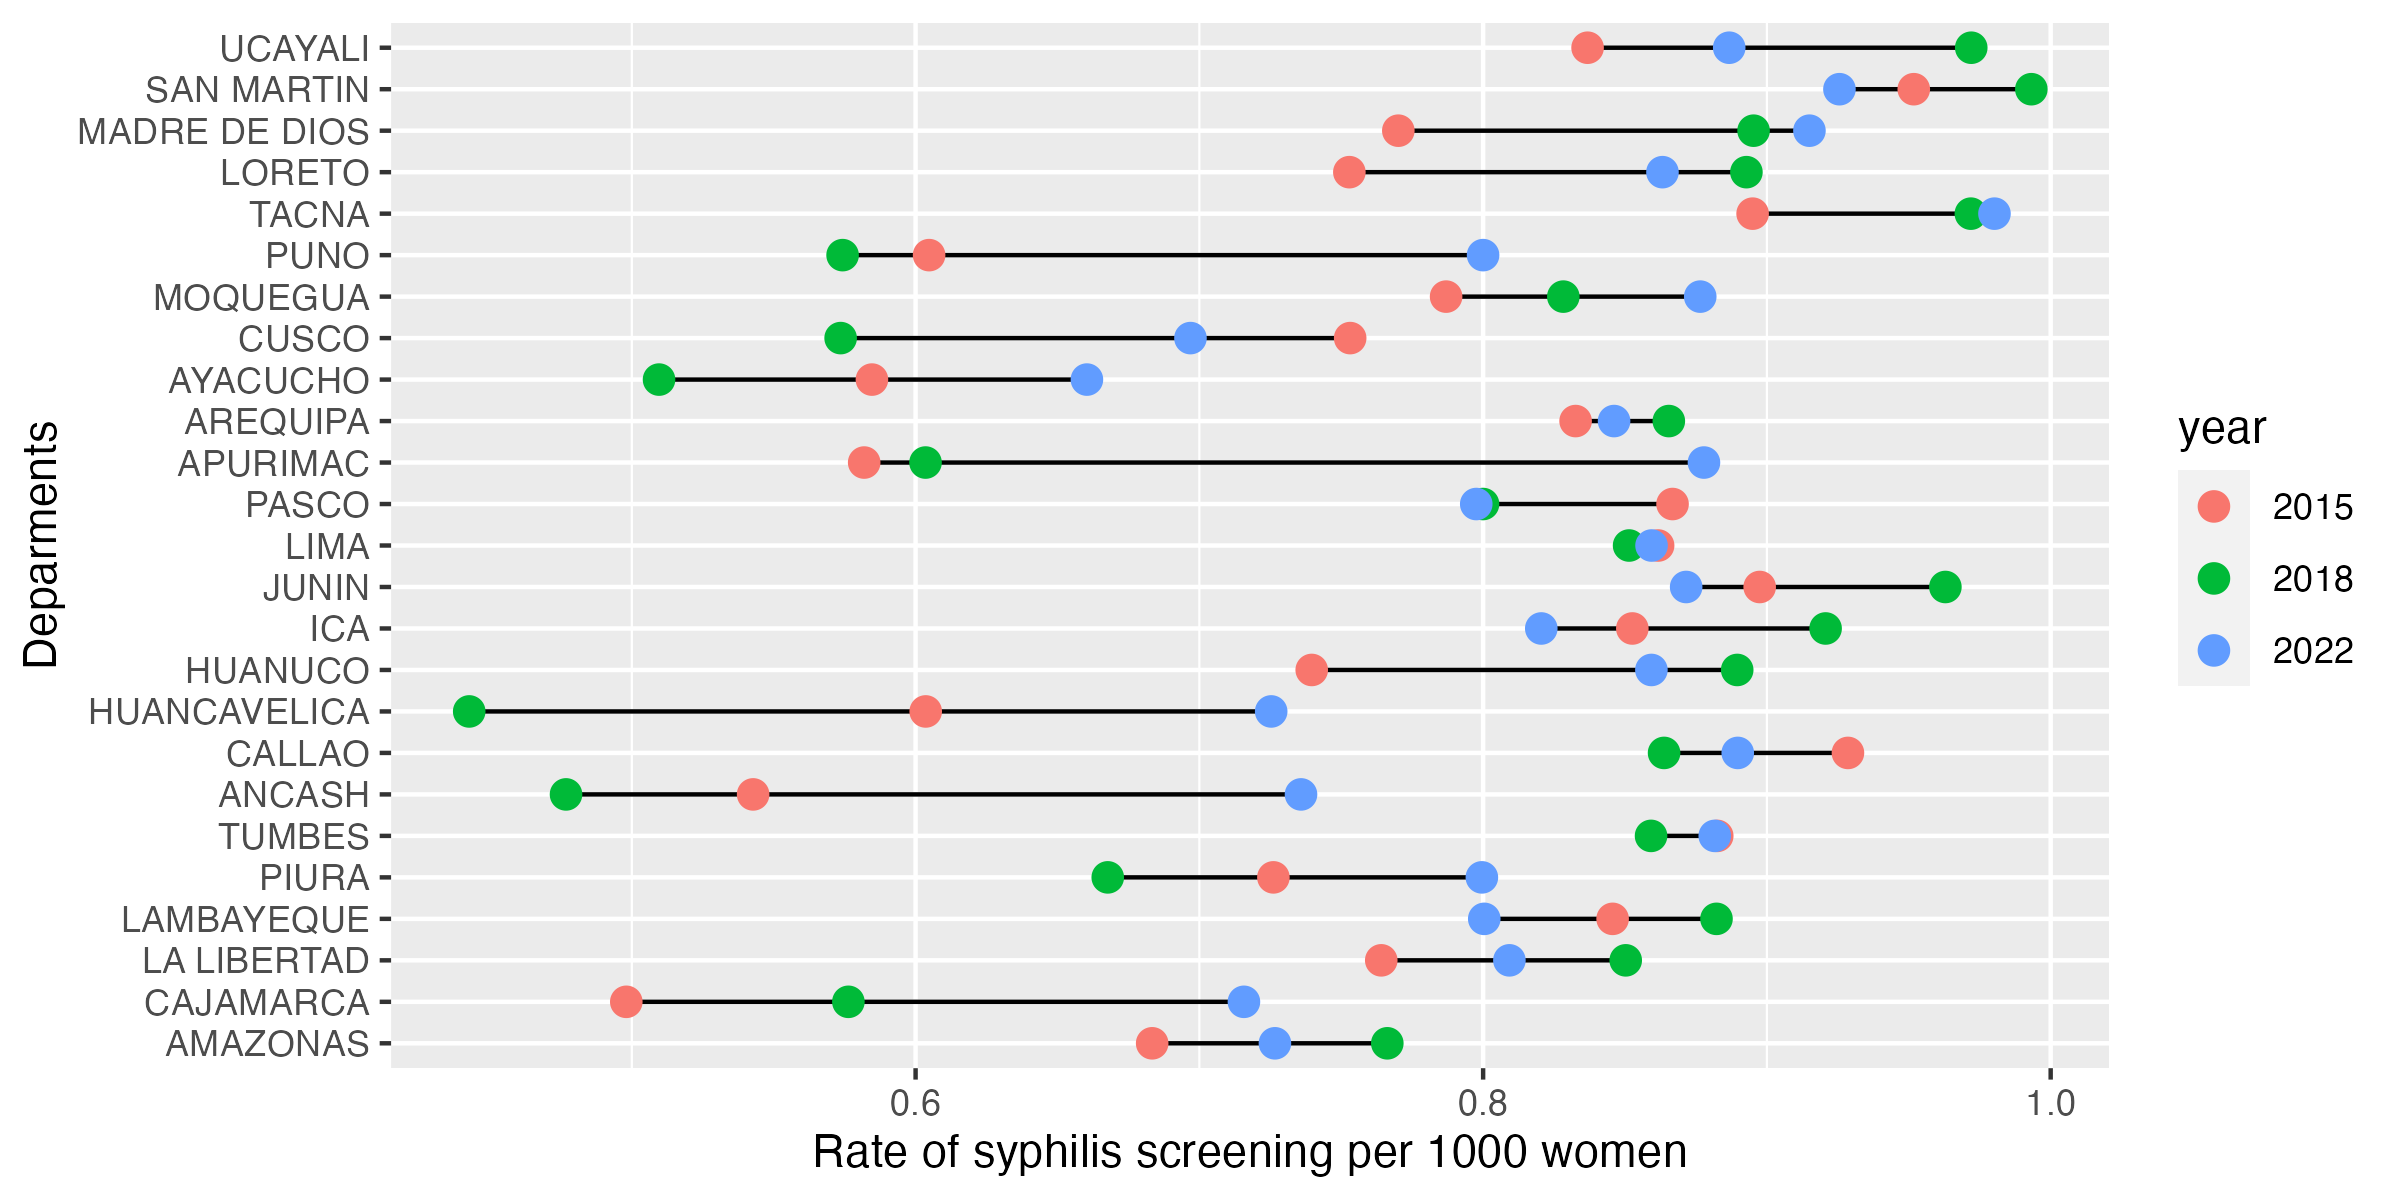 UCAYALI
SAN MARTIN
MADRE DE DIOS
LORETO
TACNA
PUNO
MOQUEGUA
CUSCO
AYACUCHO
AREQUIPA
APURIMAC
PASCO
LIMA
JUNIN
ICA
HUANUCO
HUANCAVELICA
CALLAO
ANCASH
TUMBES
PIURA
LAMBAYEQUE
LA LIBERTAD
CAJAMARCA
AMAZONAS
Deparments
0.6 0.8 1.0
Rate of syphilis screening per 1000 women
year
2015
2018
2022